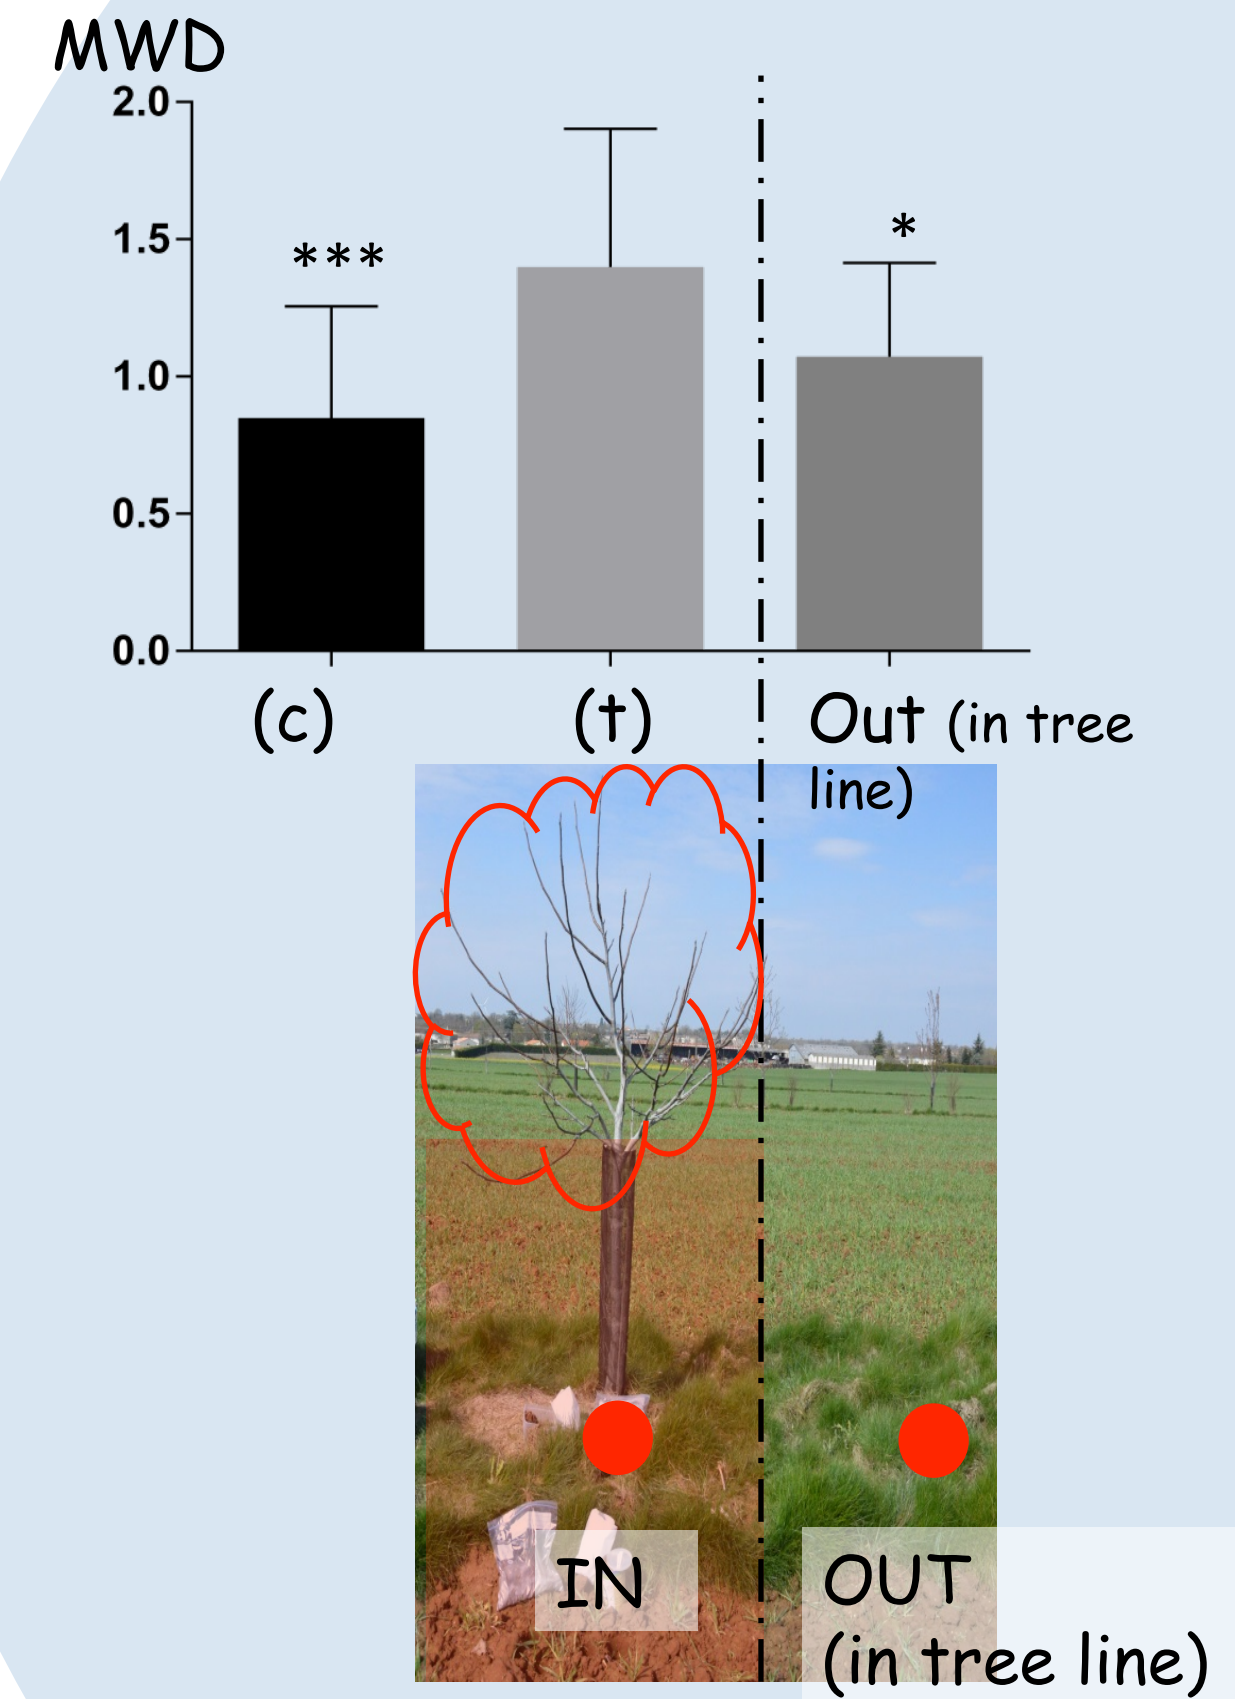 MWD
2.0
1.5
1.0
0.5
0.0
***
*
(c)
(t)
Out (in tree
line)
IN
OUT
(in tree line)